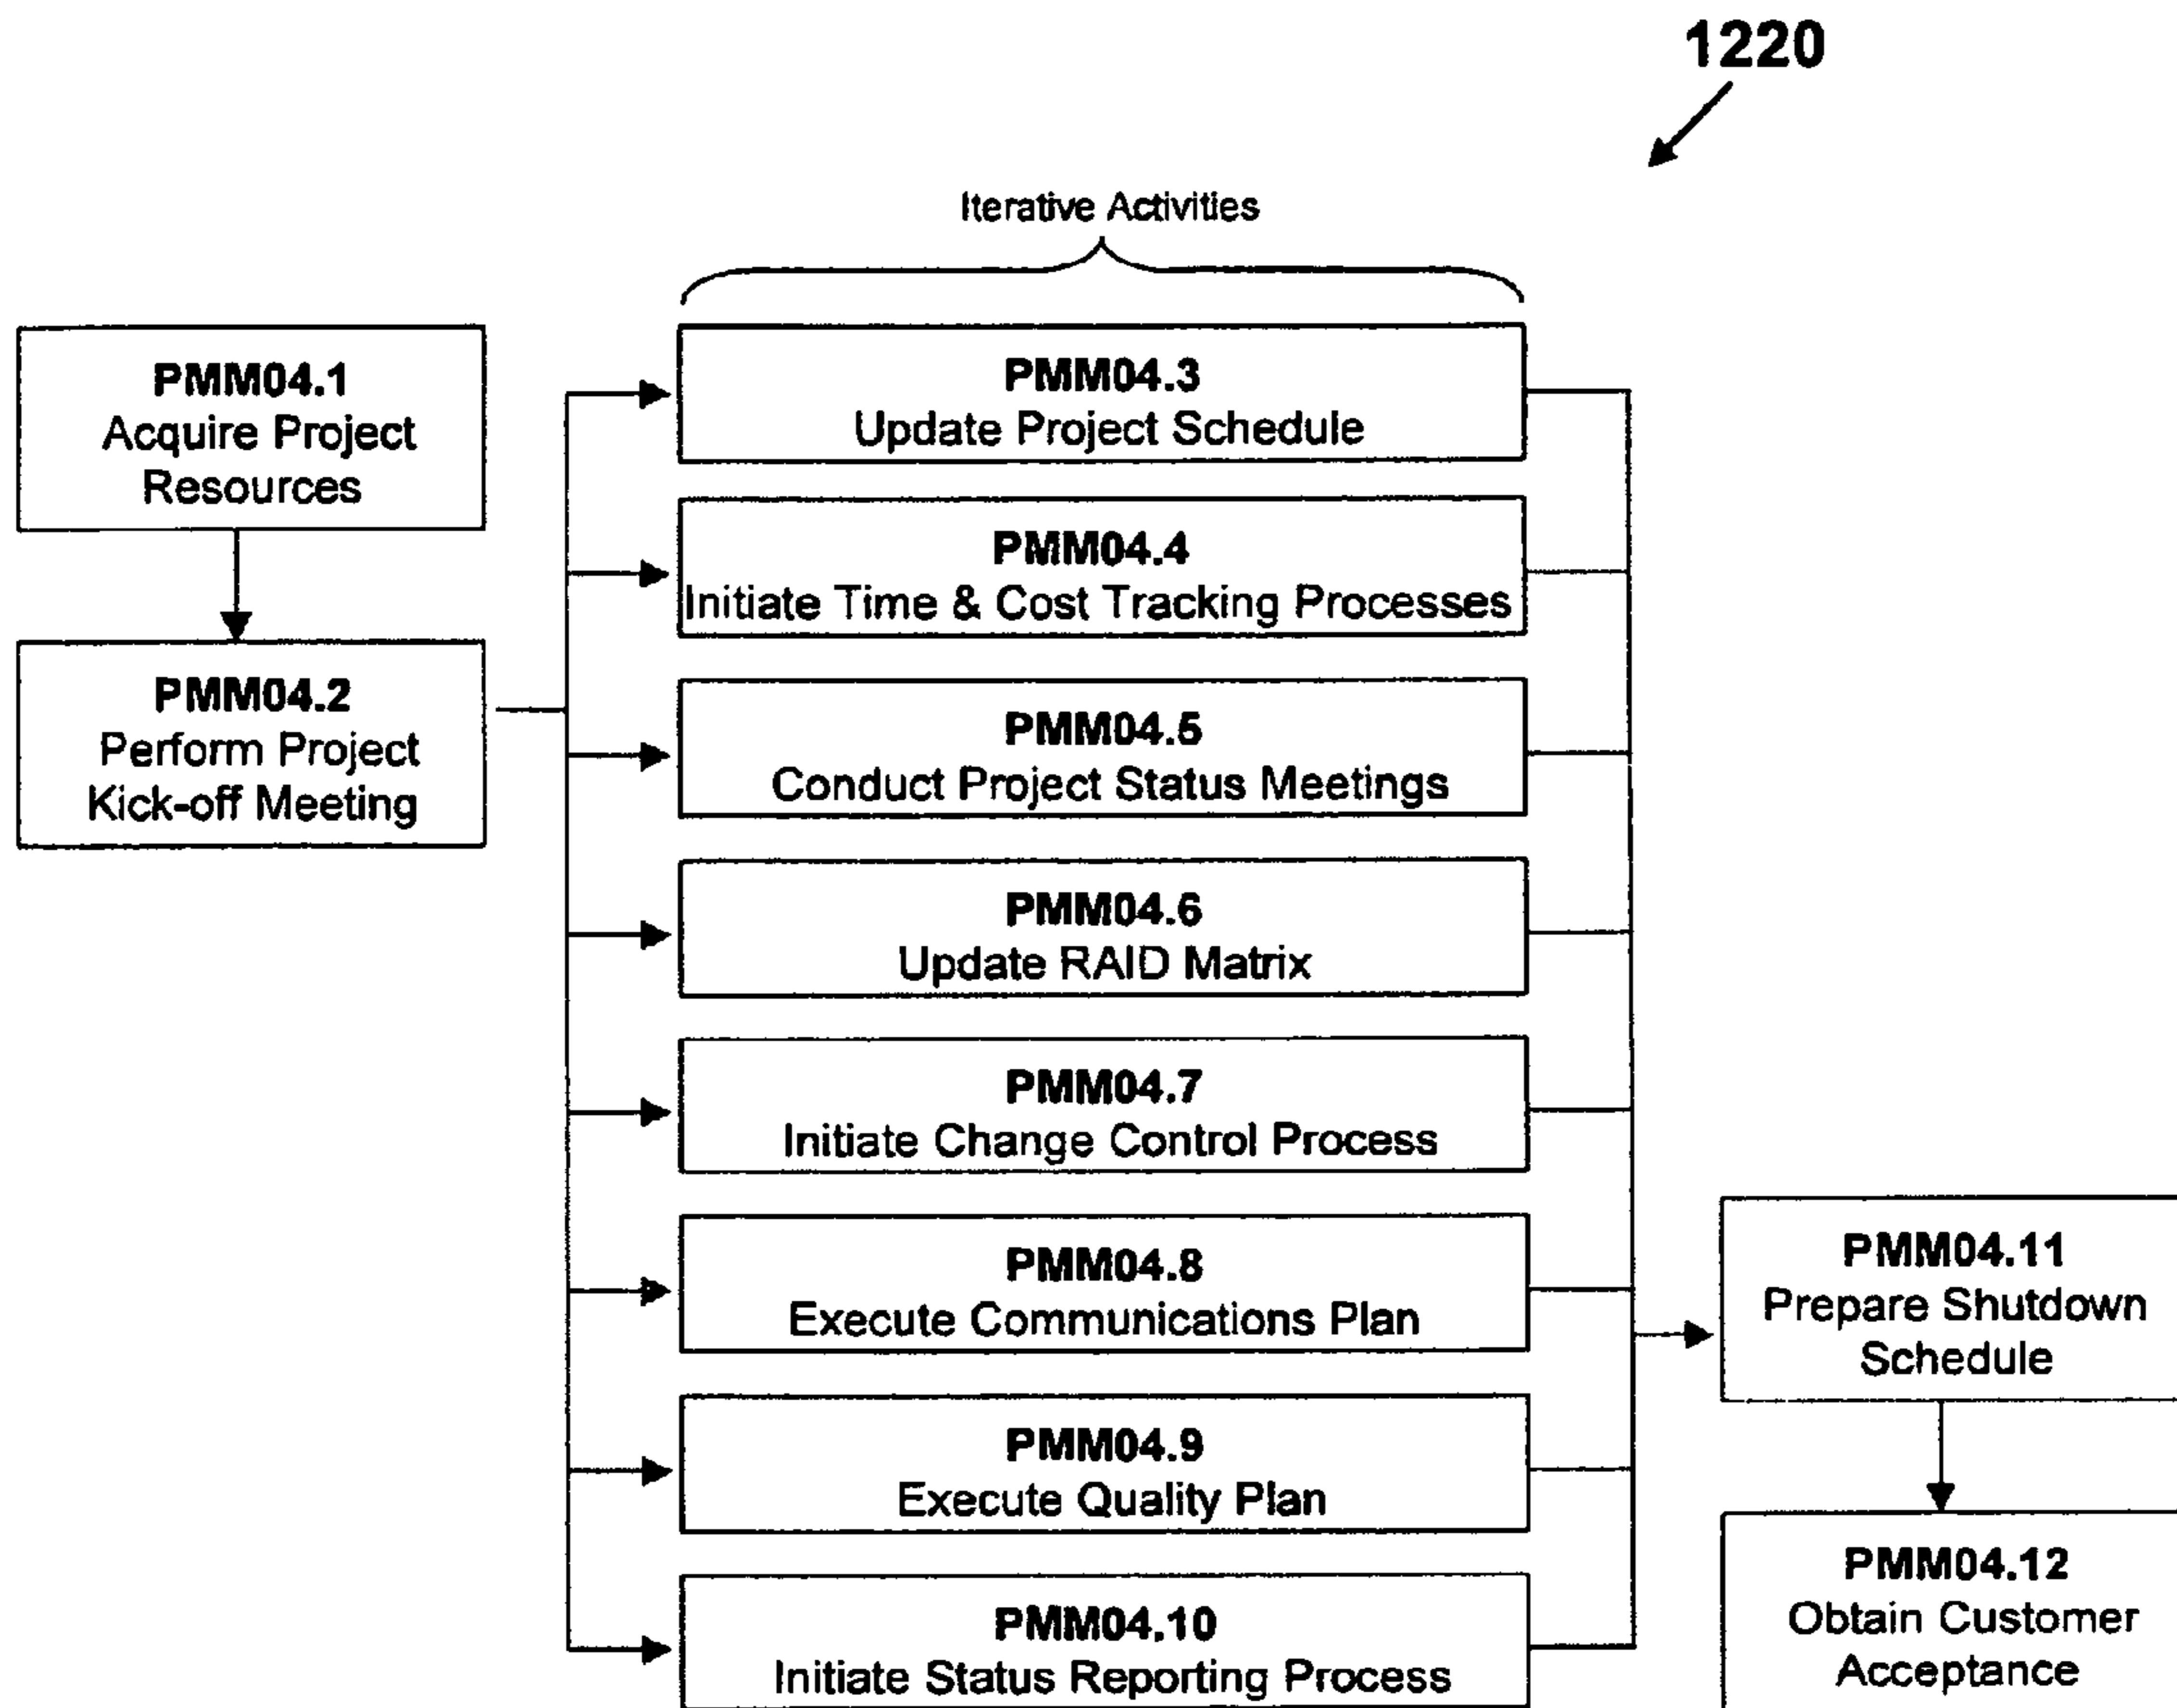 1220
Iterative Activities
PMM04.1
Acquire Project
Resources
PMM04.2
Perform Project
Kick-off Meeting
PMM04.3
Update Project Schedule
PMM04.4
Initiate Time & Cost Tracking Processes
PMM04.5
Conduct Project Status Meetings
PMM04.6
Update RAID Matrix
PMM04.7
Initiate Change Control Process
PMM04.8
Execute Communications Plan
PMM04.9
Execute Quality Plan
PMM04.10
Initiate Status Reporting Process
PMM04.11
Prepare Shutdown
Schedule
PMM04.12
Obtain Customer
Acceptance